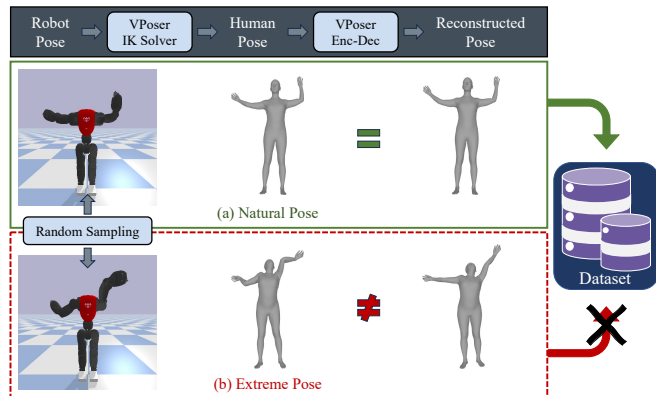 Robot Pose
VPoser IK Solver
Human Pose
VPoser Enc-Dec
Reconstructed Pose
(a) Natural Pose
Random Sampling
Dataset
(b) Extreme Pose